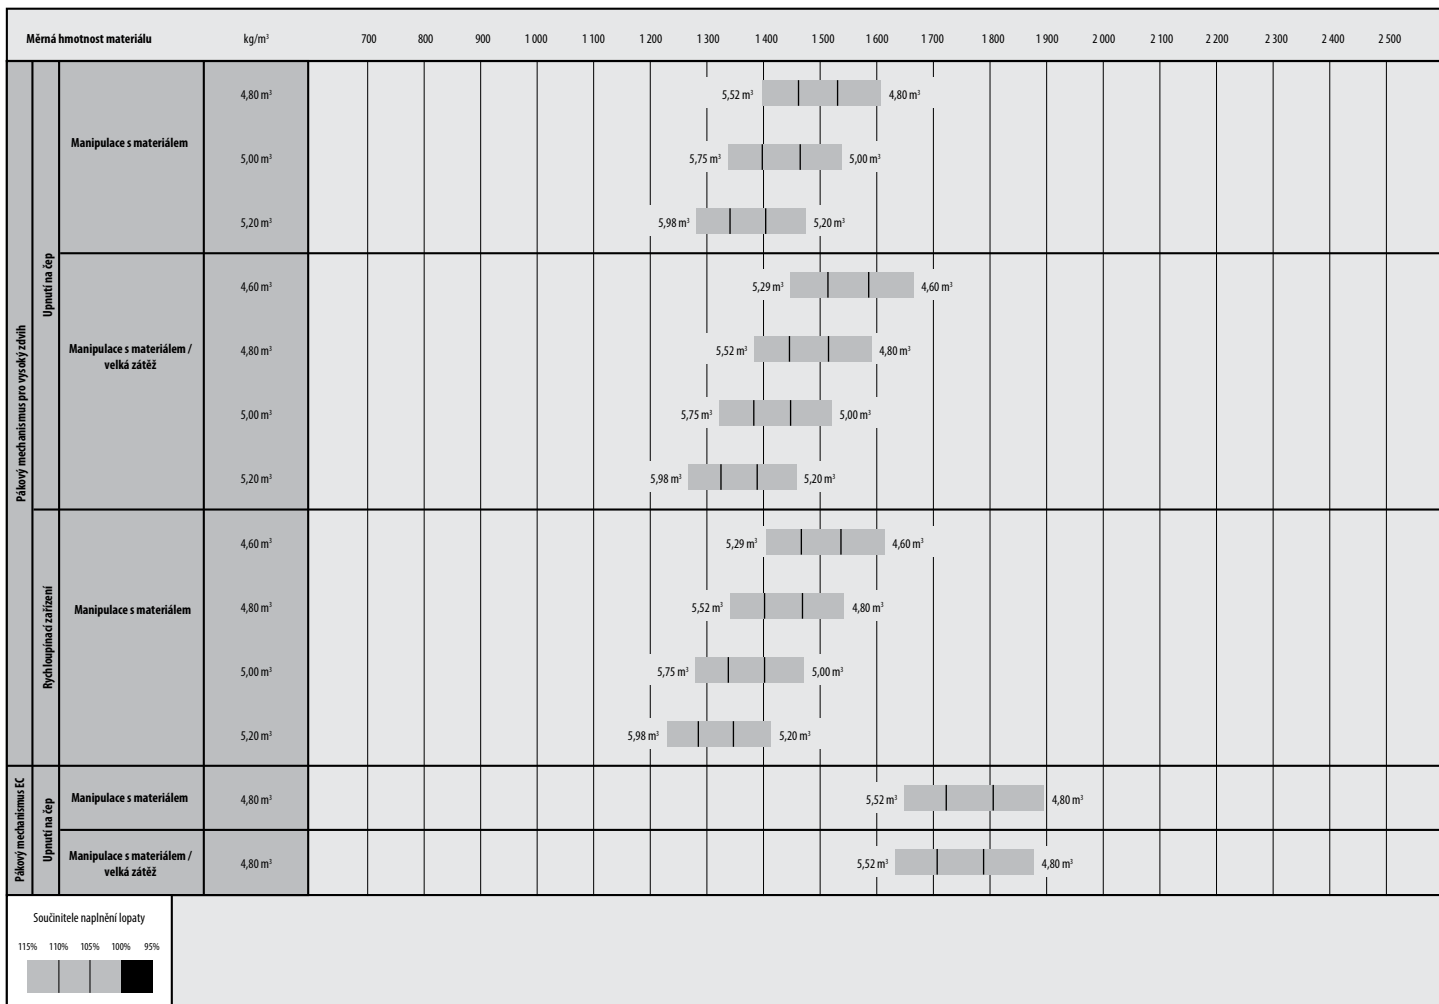 Měrná hmotnost materiálu kg/m³ 700 800 900 1 000 1 100 1 200 1 300 1 400 1 500 1 600 1 700 1 800 1 900 2 000 2 100 2 200 2 300 2 400 2 500
Pákový mechanismus pro vysoký zdvih
Upnutí na čep
Manipulace s materiálem
4,80 m³ 5,52 m³ 4,80 m³
5,00 m³ 5,75 m³ 5,00 m³
5,20 m³ 5,98 m³ 5,20 m³
Manipulace s materiálem /
velká zátěž
4,60 m³ 5,29 m³ 4,60 m³
4,80 m³ 5,52 m³ 4,80 m³
5,00 m³ 5,75 m³ 5,00 m³
5,20 m³ 5,98 m³ 5,20 m³
Rychloupínací zařízení
Manipulace s materiálem
4,60 m³ 5,29 m³ 4,60 m³
4,80 m³ 5,52 m³ 4,80 m³
5,00 m³ 5,75 m³ 5,00 m³
5,20 m³ 5,98 m³ 5,20 m³
Pákový mechanismus EC
Upnutí na čep
Manipulace s materiálem
4,80 m³ 5,52 m³ 4,80 m³
Manipulace s materiálem /
velká zátěž
4,80 m³ 5,52 m³ 4,80 m³
Součinitele naplnění lopaty
115% 110% 105% 100% 95%